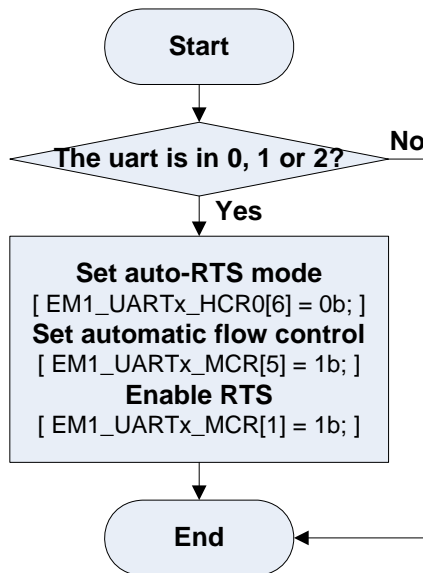 Start
The uart is in 0, 1 or 2?
No
Yes
Set auto-RTS mode
[ EM1_UARTx_HCR0[6] = 0b; ]
Set automatic flow control
[ EM1_UARTx_MCR[5] = 1b; ]
Enable RTS
[ EM1_UARTx_MCR[1] = 1b; ]
End